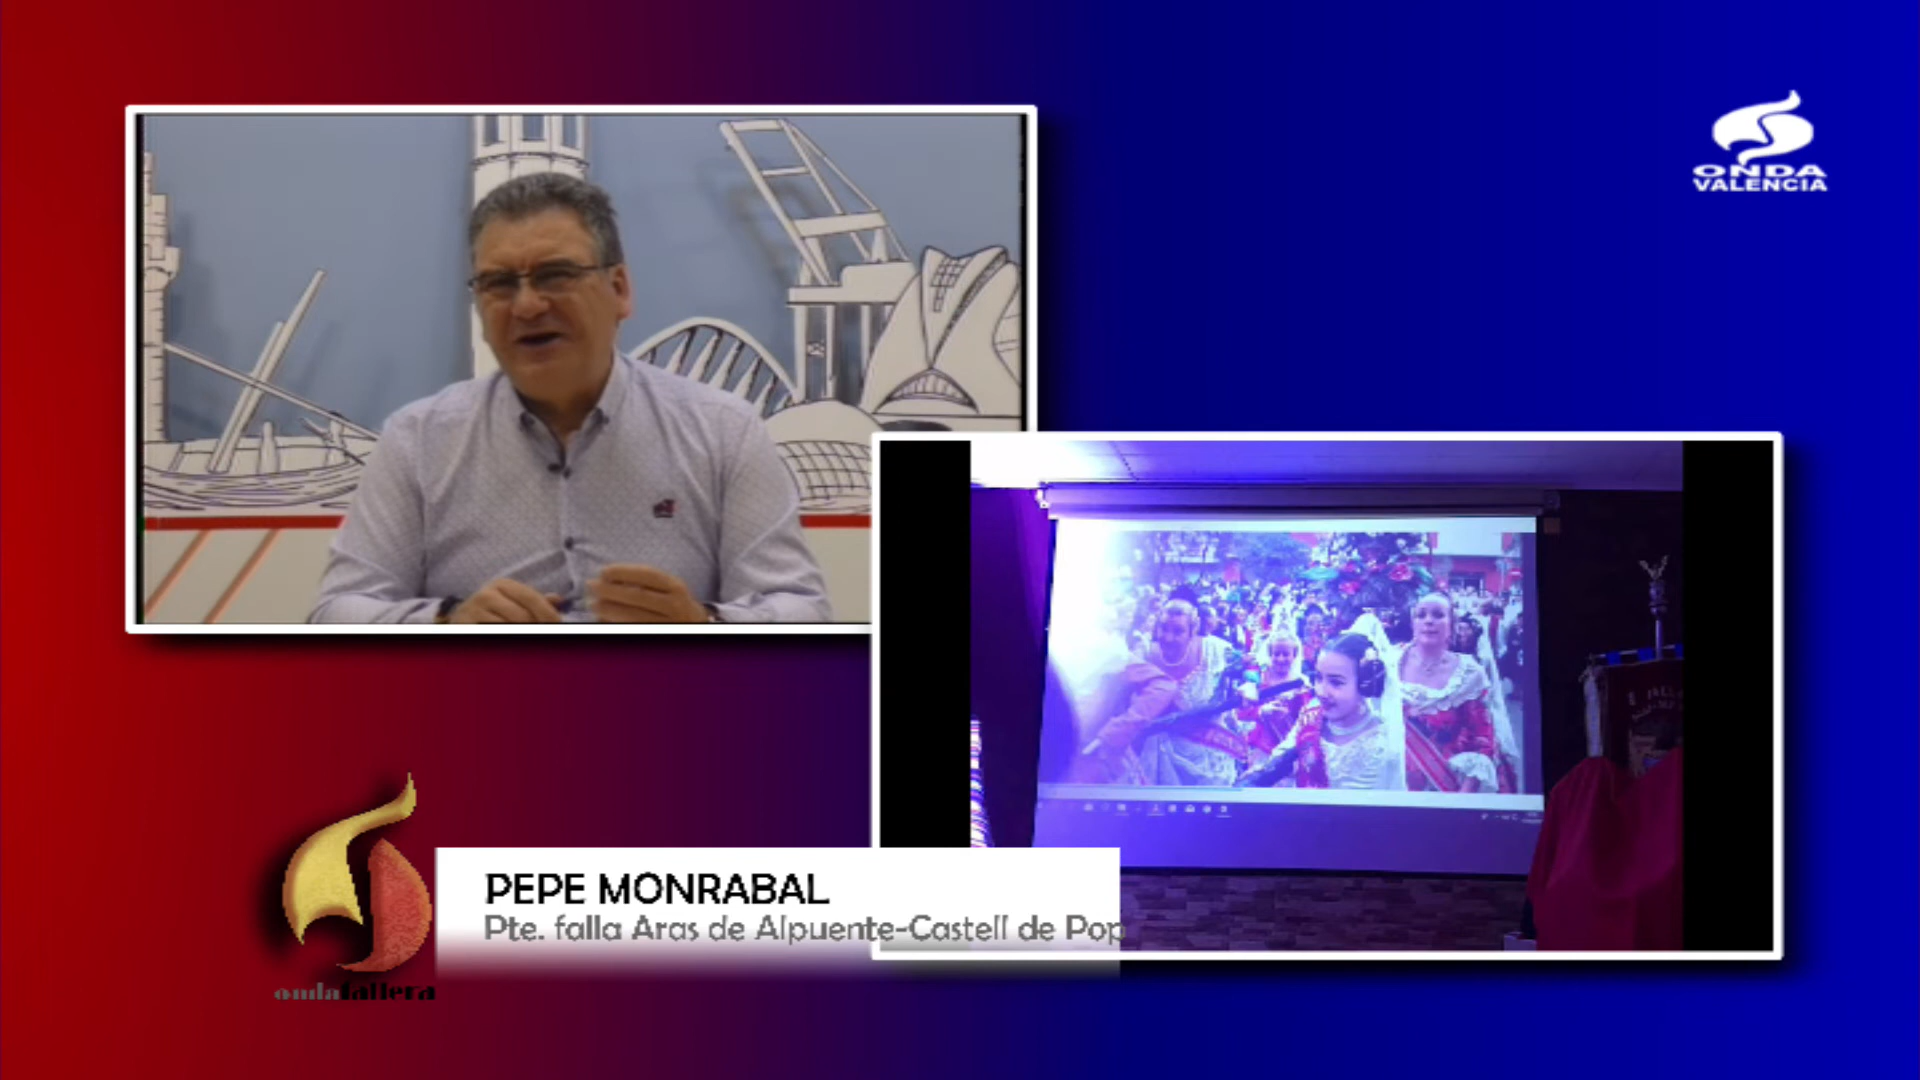 ONDA
VALENCIA
PEPE MONRABAL
Pte. falla Aras de Alpuente-Castell de Pop
ondafallera